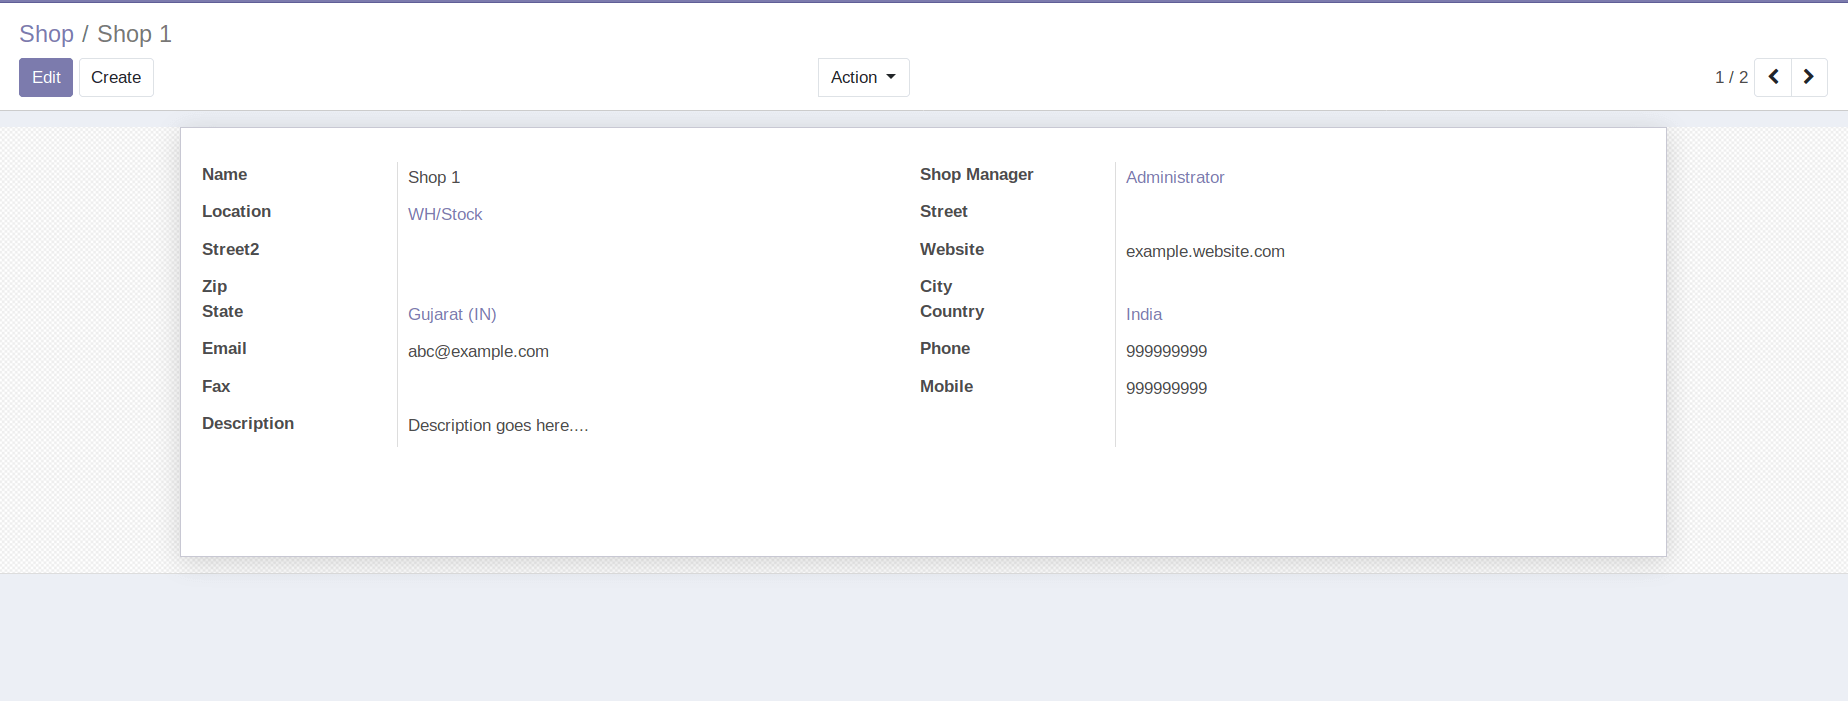 Shop / Shop 1
Edit Create Action 1 / 2
Name Shop 1 Shop Manager Administrator
Location WH/Stock Street
Street2 Website example.website.com
Zip City
State Gujarat (IN) Country India
Email abc@example.com Phone 999999999
Fax Mobile 999999999
Description Description goes here....